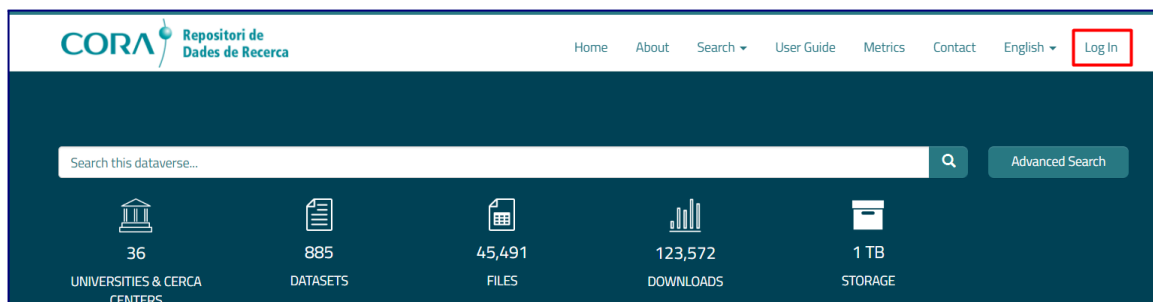 CORA Repositori de
Dades de Recerca
Home About Search User Guide Metrics Contact English Log In
Search this dataverse...
Advanced Search
36
UNIVERSITIES & CERCA
CENTERS
885
DATASETS
45,491
FILES
123,572
DOWNLOADS
1 TB
STORAGE